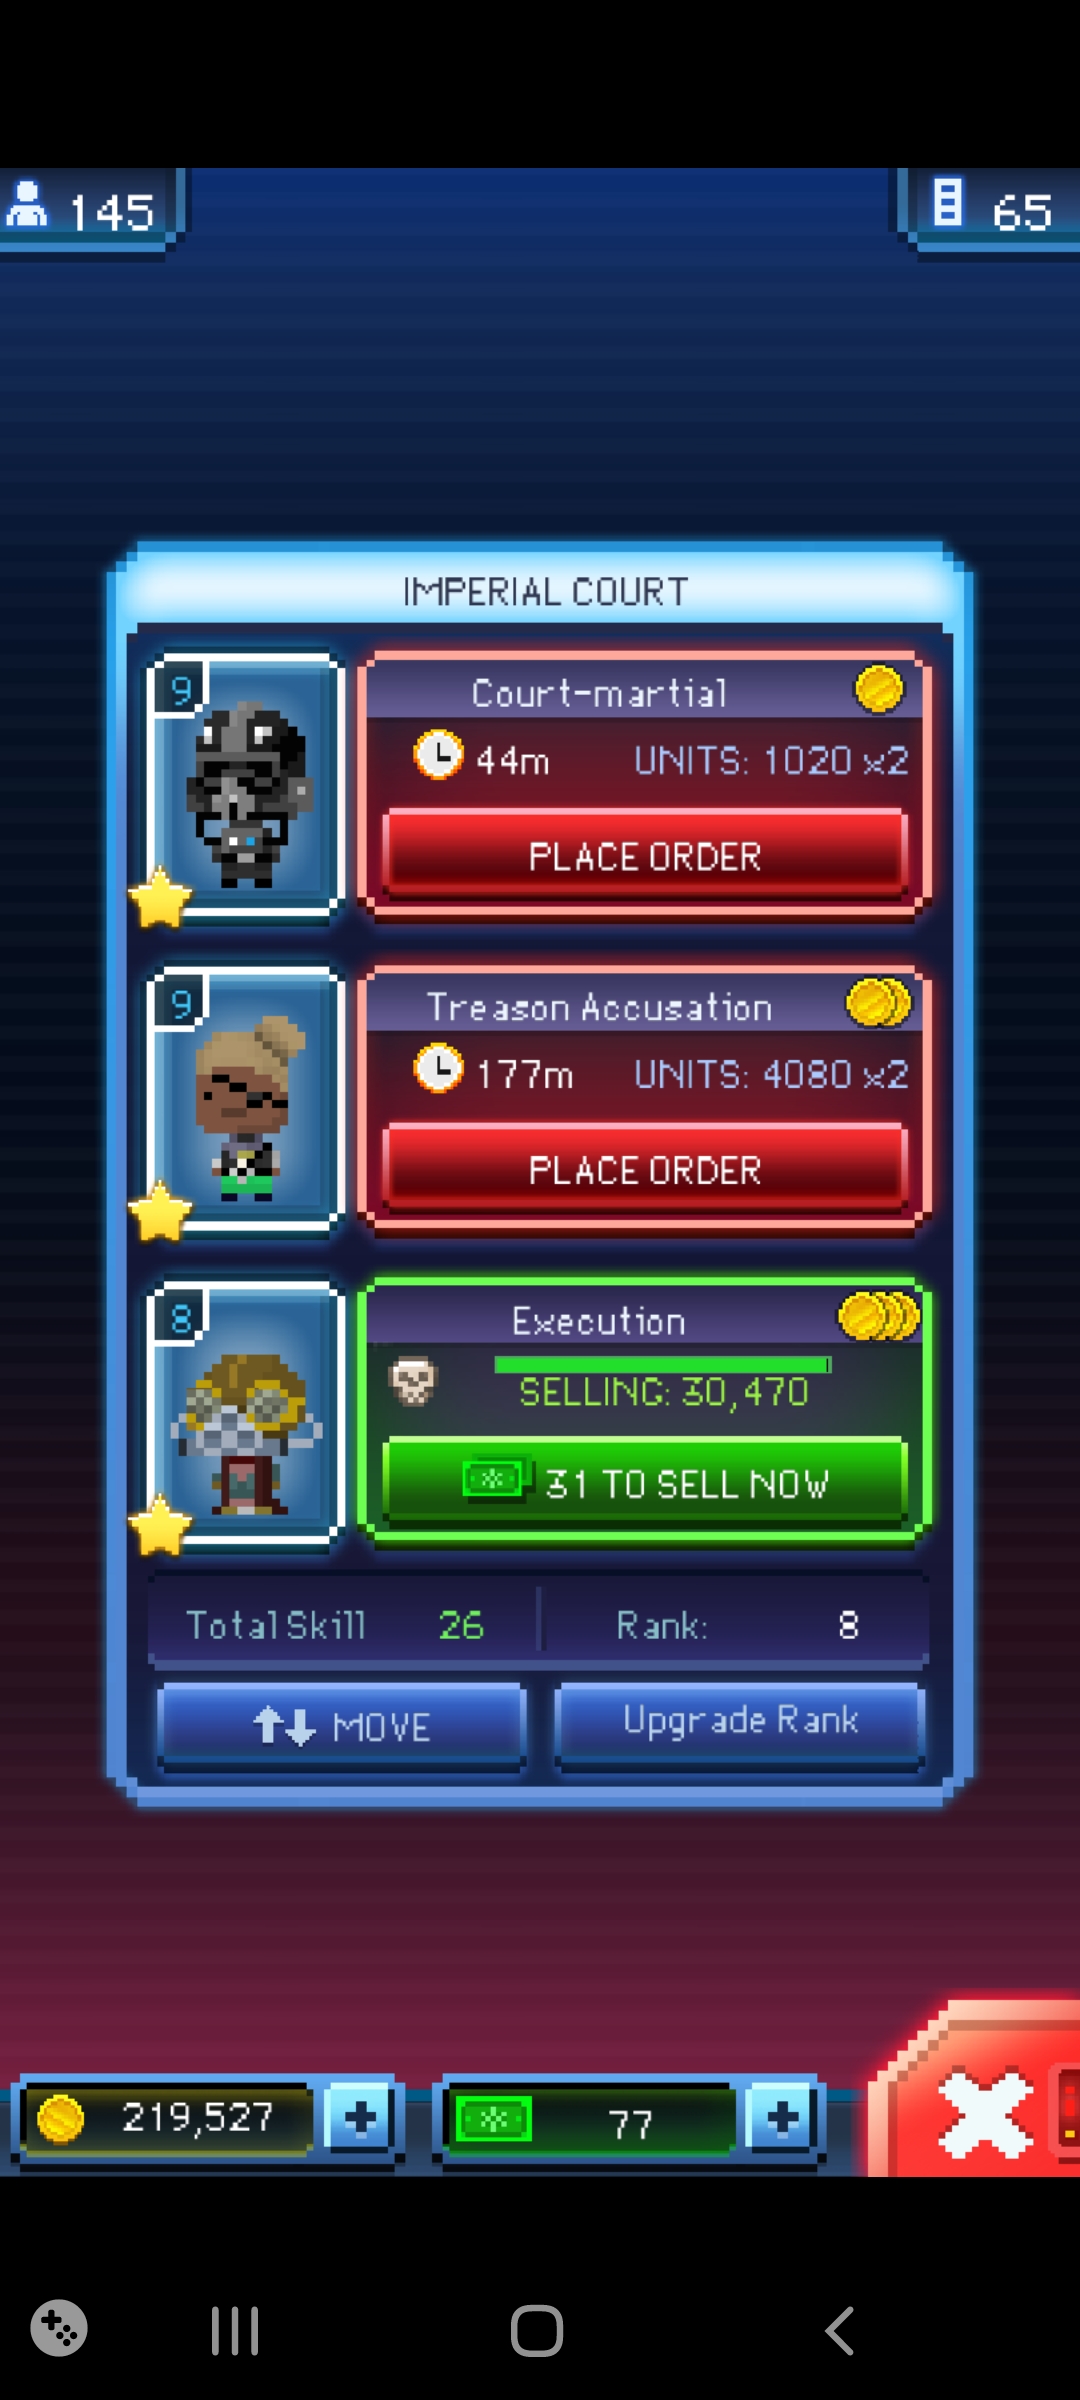 145
65
IMPERIAL COURT
9
Court-martial
44m UNITS: 1020 x2
PLACE ORDER
9
Treason Accusation
177m UNITS: 4080 x2
PLACE ORDER
8
Execution
SELLING: 30,470
31 TO SELL NOW
Total Skill 26 Rank: 8
MOVE Upgrade Rank
219,527 77